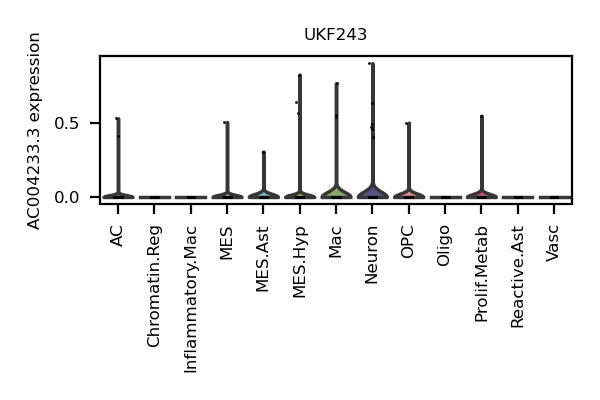 UKF243
AC004233.3 expression
0.5
0.0
AC
Chromatin.Reg
Inflammatory.Mac
MES
MES.Ast
MES.Hyp
Mac
Neuron
OPC
Oligo
Prolif.Metab
Reactive.Ast
Vasc